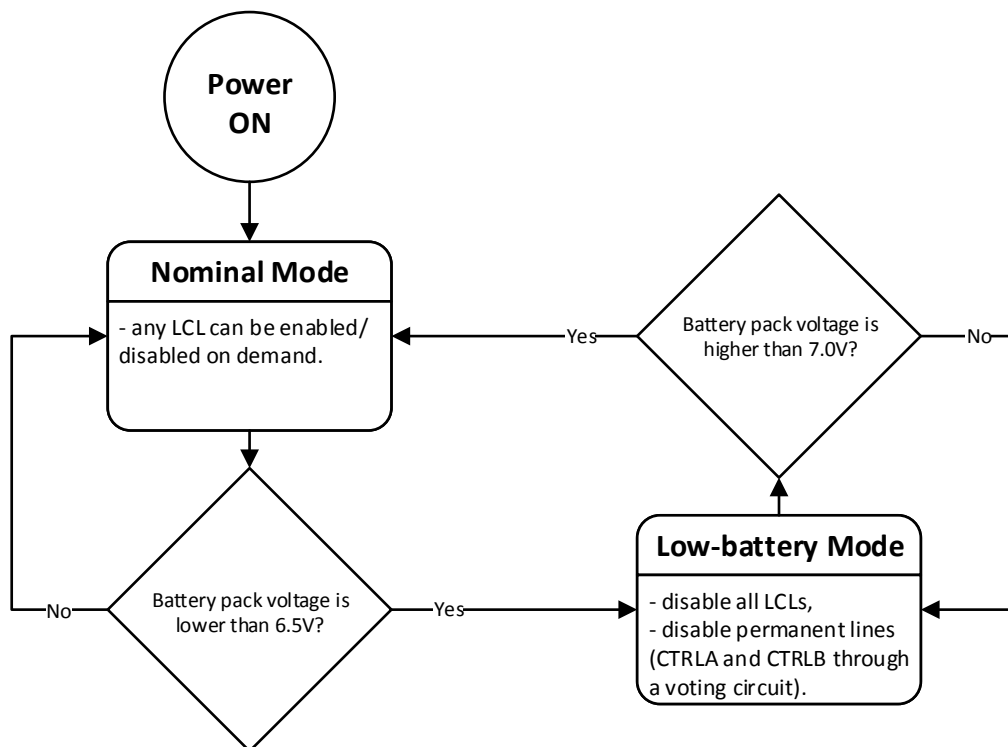 Power
ON
Nominal Mode
- any LCL can be enabled/
disabled on demand.
Yes
Battery pack voltage is
higher than 7.0V?
No
Low-battery Mode
- disable all LCLs,
- disable permanent lines
(CTRLA and CTRLB through
a voting circuit).
No
Battery pack voltage is
lower than 6.5V?
Yes